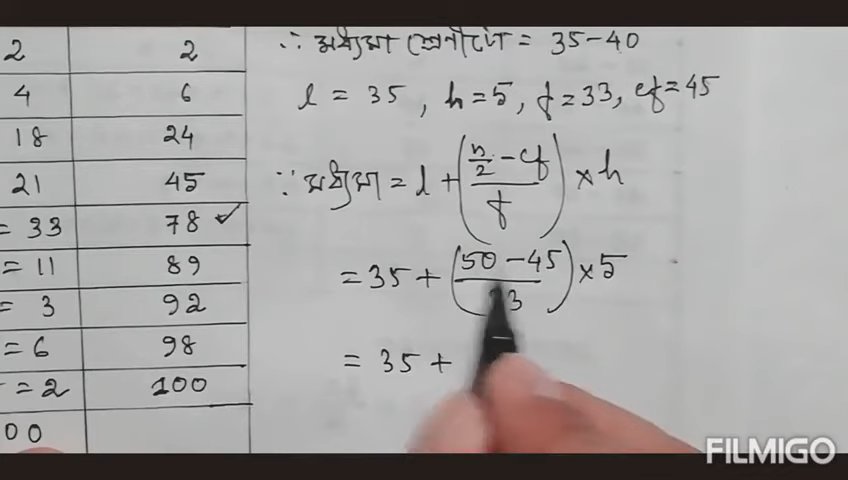 2 2
4 6
18 24
21 45
= 33 78 ✓
= 11 89
= 3 92
= 6 98
= 2 100
00
∴ মধ্যমা শ্ৰেণীটো = 35-40
l = 35, h=5, f=33, cf=45
∵ মধ্যমা = l + (n/2 - cf / f) × h
= 35 + (50-45 / 33) × 5
= 35 +
FILMIGO